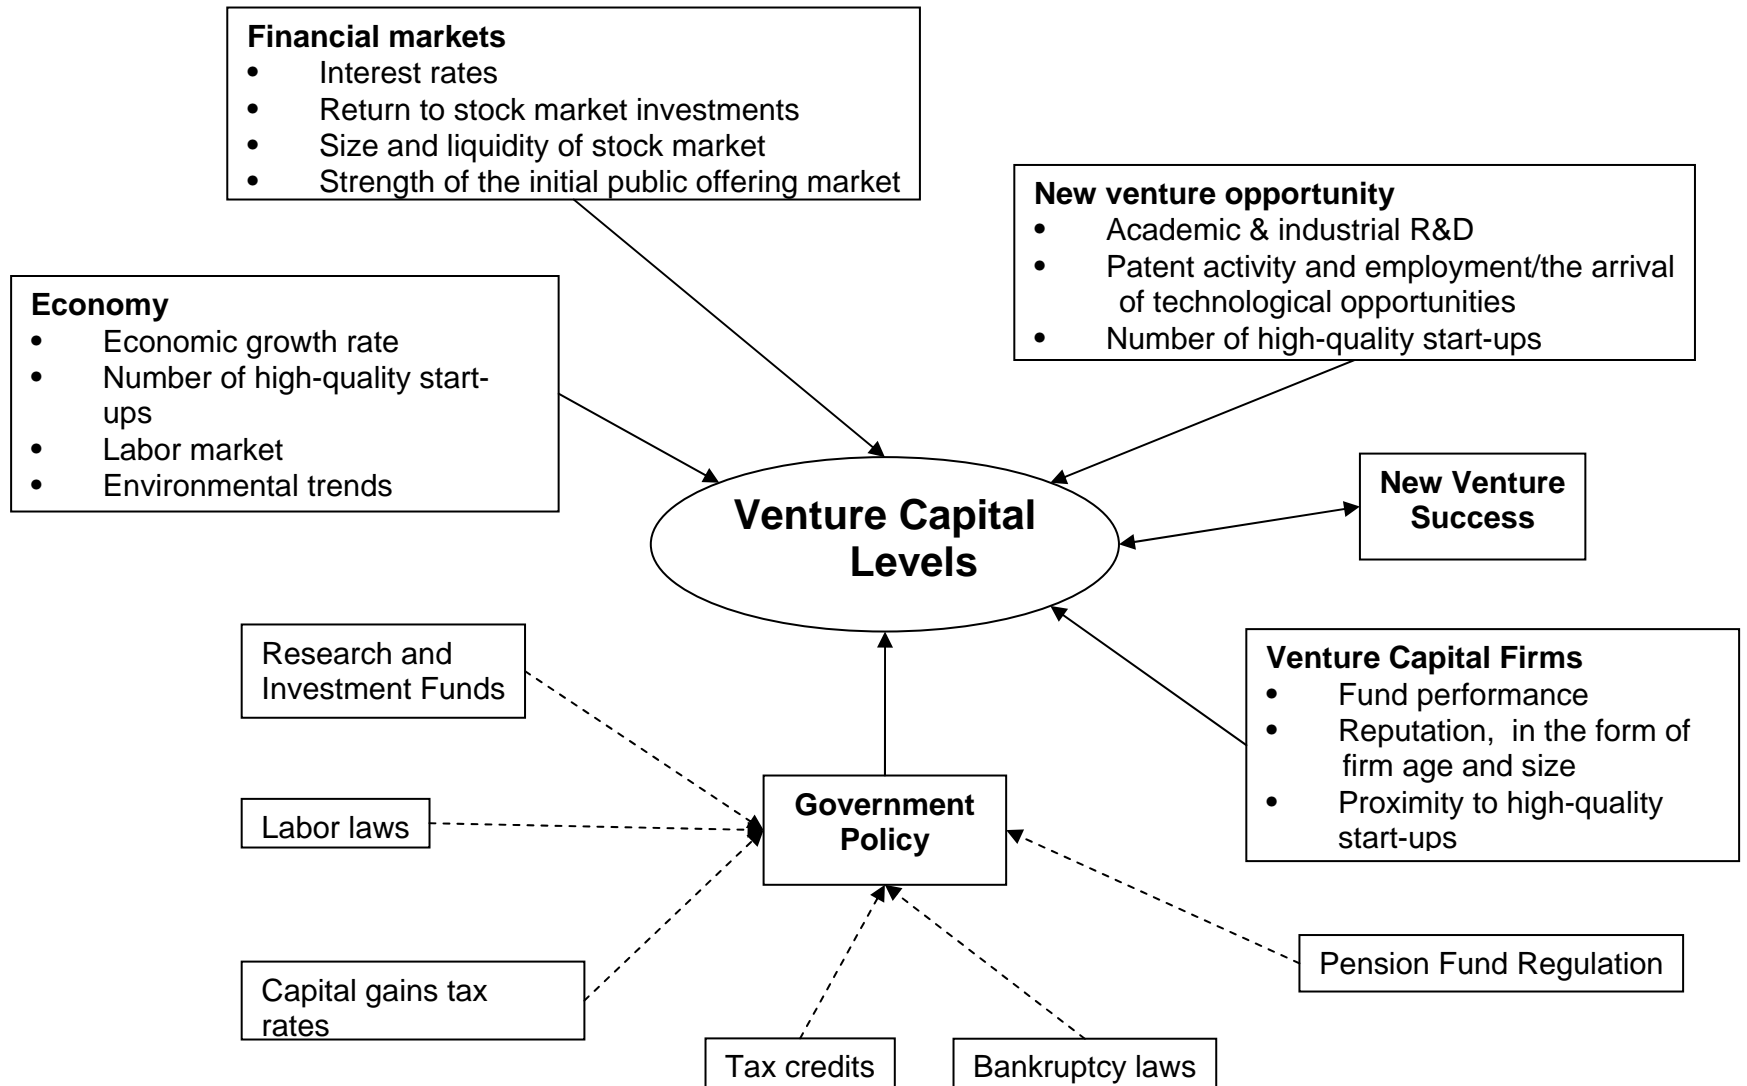 Financial markets
• Interest rates
• Return to stock market investments
• Size and liquidity of stock market
• Strength of the initial public offering market
New venture opportunity
• Academic & industrial R&D
• Patent activity and employment/the arrival
of technological opportunities
• Number of high-quality start-ups
Economy
• Economic growth rate
• Number of high-quality start-
ups
• Labor market
• Environmental trends
Venture Capital
Levels
New Venture
Success
Research and
Investment Funds
Venture Capital Firms
• Fund performance
• Reputation, in the form of
firm age and size
• Proximity to high-quality
start-ups
Government
Policy
Labor laws
Capital gains tax
rates
Pension Fund Regulation
Tax credits
Bankruptcy laws